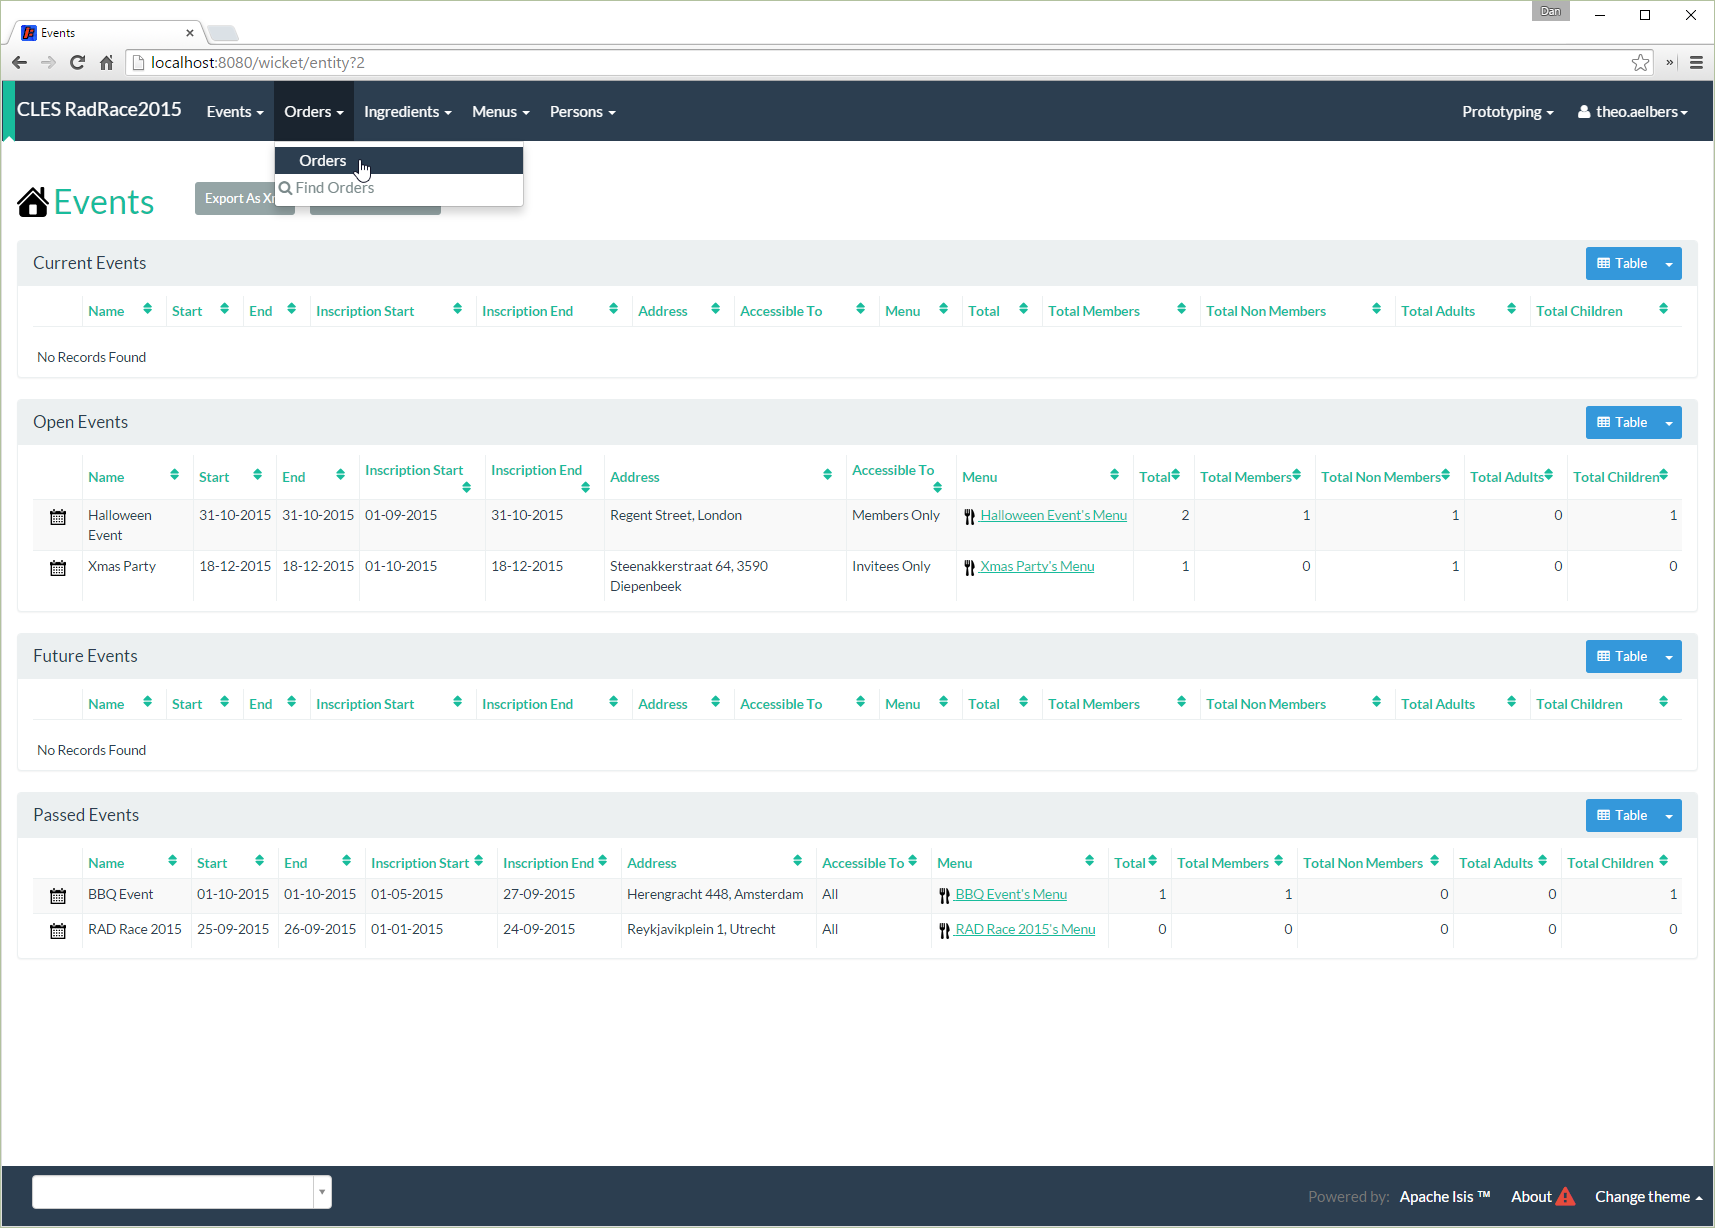 Dan
Events
localhost:8080/wicket/entity?2
CLES RadRace2015 Events Orders Ingredients Menus Persons Prototyping theo.aelbers
Orders
Find Orders
Events Export As
Current Events Table
Name Start End Inscription Start Inscription End Address Accessible To Menu Total Total Members Total Non Members Total Adults Total Children
No Records Found
Open Events Table
Name Start End Inscription Start Inscription End Address Accessible To Menu Total Total Members Total Non Members Total Adults Total Children
Halloween Event 31-10-2015 31-10-2015 01-09-2015 31-10-2015 Regent Street, London Members Only Halloween Event's Menu 2 1 1 0 1
Xmas Party 18-12-2015 18-12-2015 01-10-2015 18-12-2015 Steenakkerstraat 64, 3590 Diepenbeek Invitees Only Xmas Party's Menu 1 0 1 0 0
Future Events Table
Name Start End Inscription Start Inscription End Address Accessible To Menu Total Total Members Total Non Members Total Adults Total Children
No Records Found
Passed Events Table
Name Start End Inscription Start Inscription End Address Accessible To Menu Total Total Members Total Non Members Total Adults Total Children
BBQ Event 01-10-2015 01-10-2015 01-05-2015 27-09-2015 Herengracht 448, Amsterdam All BBQ Event's Menu 1 1 0 0 1
RAD Race 2015 25-09-2015 26-09-2015 01-01-2015 24-09-2015 Reykjavikplein 1, Utrecht All RAD Race 2015's Menu 0 0 0 0 0
Powered by: Apache Isis ™ About Change theme